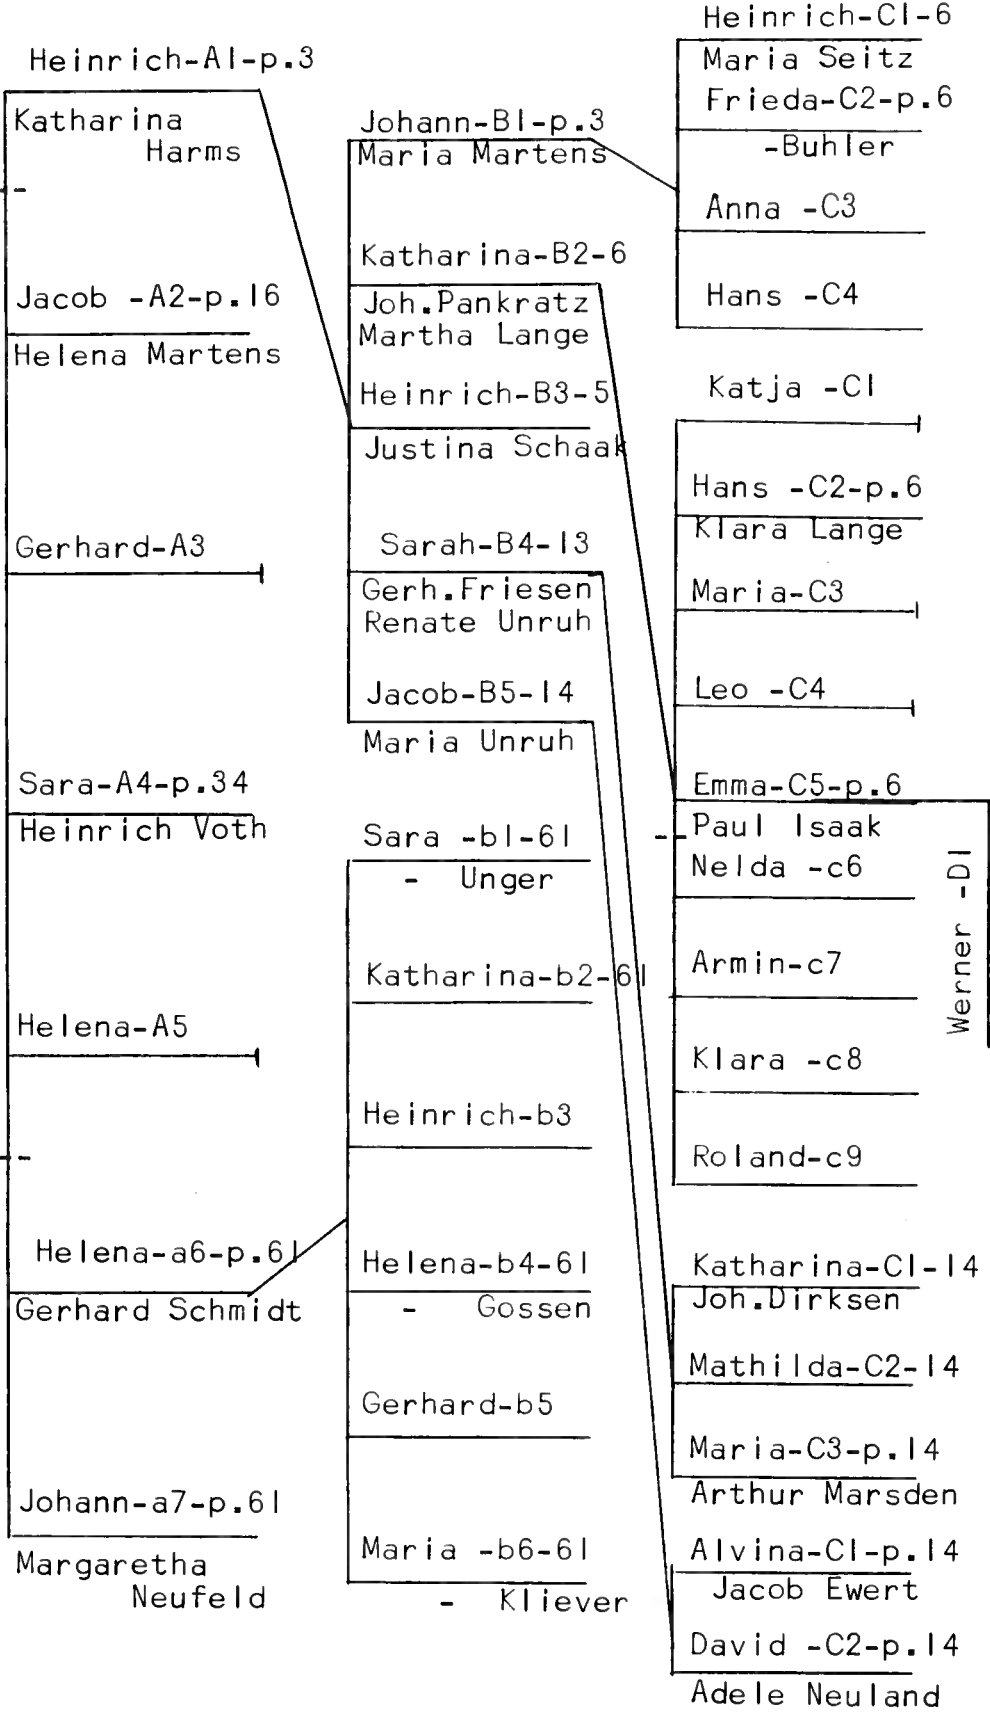 Heinrich-A1-p.3
Katharina
Harms
Jacob -A2-p.16
Helena Martens
Gerhard-A3
Sara-A4-p.34
Heinrich Voth
Helena-A5
Helena-a6-p.61
Gerhard Schmidt
Johann-a7-p.61
Margaretha
Neufeld
Johann-B1-p.3
Maria Martens
Katharina-B2-6
Joh.Pankratz
Martha Lange
Heinrich-B3-5
Justina Schaak
Sarah-B4-13
Gerh.Friesen
Renate Unruh
Jacob-B5-14
Maria Unruh
Sara -b1-61
- Unger
Katharina-b2-61
Heinrich-b3
Helena-b4-61
- Gossen
Gerhard-b5
Maria -b6-61
- Kliever
Heinrich-C1-6
Maria Seitz
Frieda-C2-p.6
-Buhler
Anna -C3
Hans -C4
Katja -C1
Hans -C2-p.6
Klara Lange
Maria-C3
Leo -C4
Emma-C5-p.6
Paul Isaak
Nelda -c6
Armin-c7
Klara -c8
Roland-c9
Katharina-C1-14
Joh.Dirksen
Mathilda-C2-14
Maria-C3-p.14
Arthur Marsden
Alvina-C1-p.14
Jacob Ewert
David -C2-p.14
Adele Neuland
Werner -D1